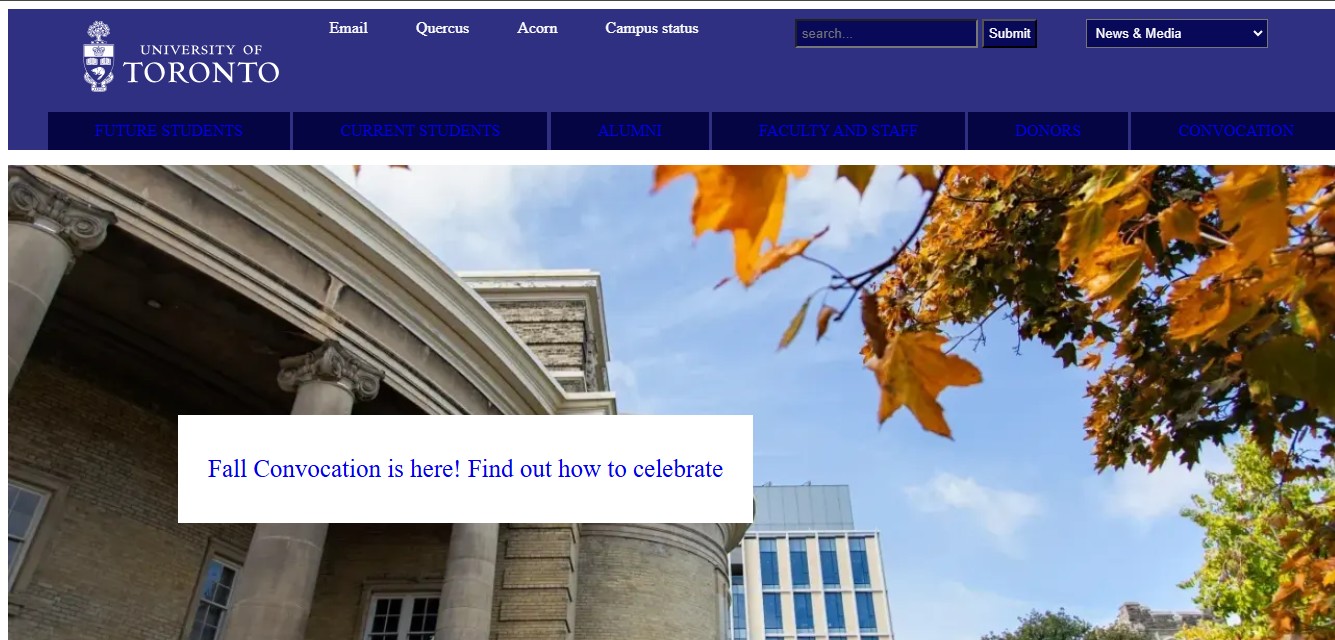 Email Quercus Acorn Campus status
search... Submit News & Media
UNIVERSITY OF
TORONTO
FUTURE STUDENTS CURRENT STUDENTS ALUMNI FACULTY AND STAFF DONORS CONVOCATION
Fall Convocation is here! Find out how to celebrate